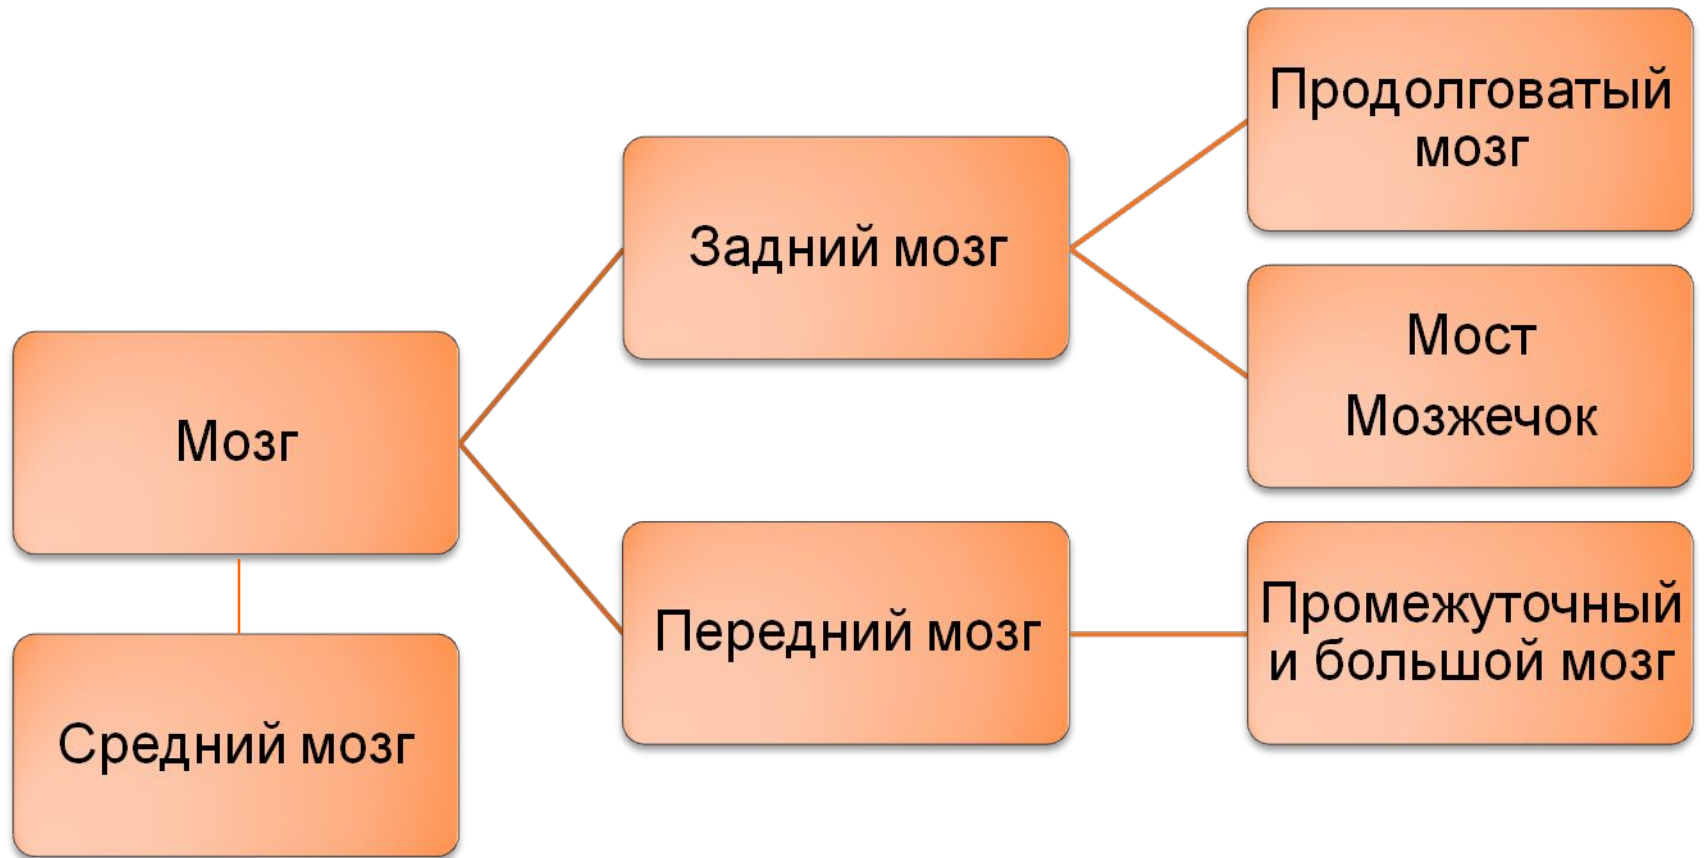 Мозг
Средний мозг
Задний мозг
Передний мозг
Продолговатый
мозг
Мост
Мозжечок
Промежуточный
и большой мозг